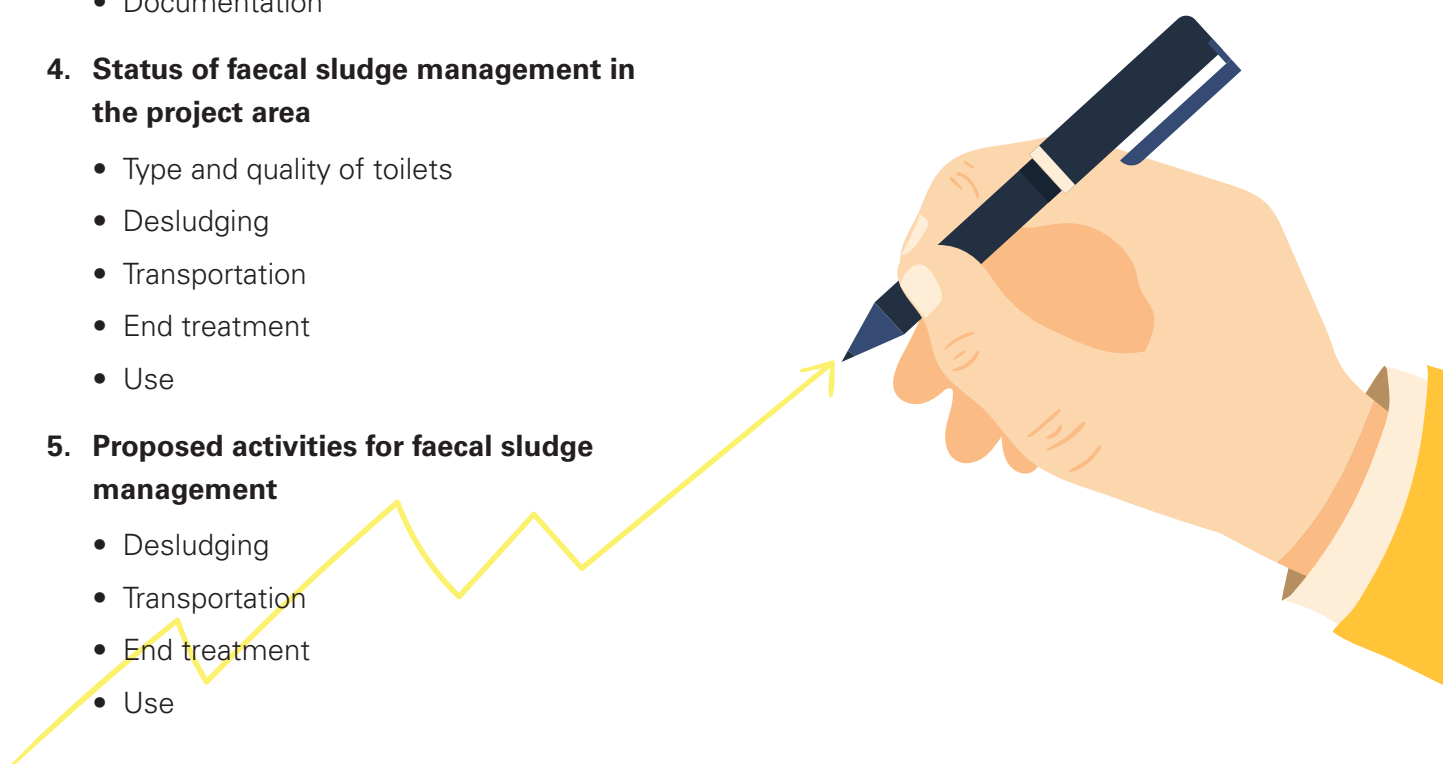 • Documentation
4. Status of faecal sludge management in
the project area
• Type and quality of toilets
• Desludging
• Transportation
• End treatment
• Use
5. Proposed activities for faecal sludge
management
• Desludging
• Transportation
• End treatment
• Use